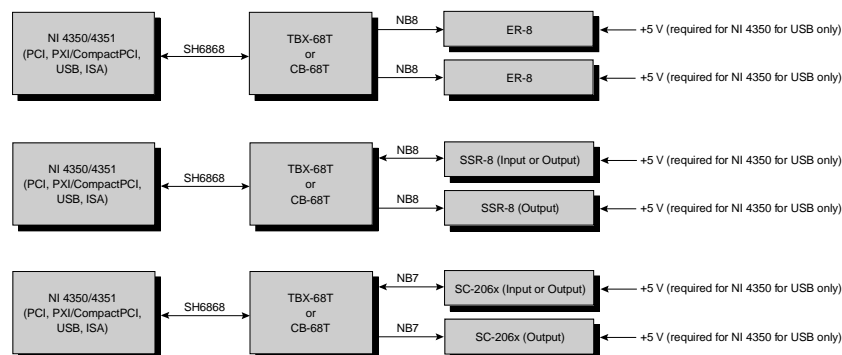 NI 4350/4351
(PCI, PXI/CompactPCI,
USB, ISA)
SH6868
TBX-68T
or
CB-68T
NB8
ER-8
+5 V (required for NI 4350 for USB only)
NB8
ER-8
+5 V (required for NI 4350 for USB only)
NI 4350/4351
(PCI, PXI/CompactPCI,
USB, ISA)
SH6868
TBX-68T
or
CB-68T
NB8
SSR-8 (Input or Output)
+5 V (required for NI 4350 for USB only)
NB8
SSR-8 (Output)
+5 V (required for NI 4350 for USB only)
NI 4350/4351
(PCI, PXI/CompactPCI,
USB, ISA)
SH6868
TBX-68T
or
CB-68T
NB7
SC-206x (Input or Output)
+5 V (required for NI 4350 for USB only)
NB7
SC-206x (Output)
+5 V (required for NI 4350 for USB only)